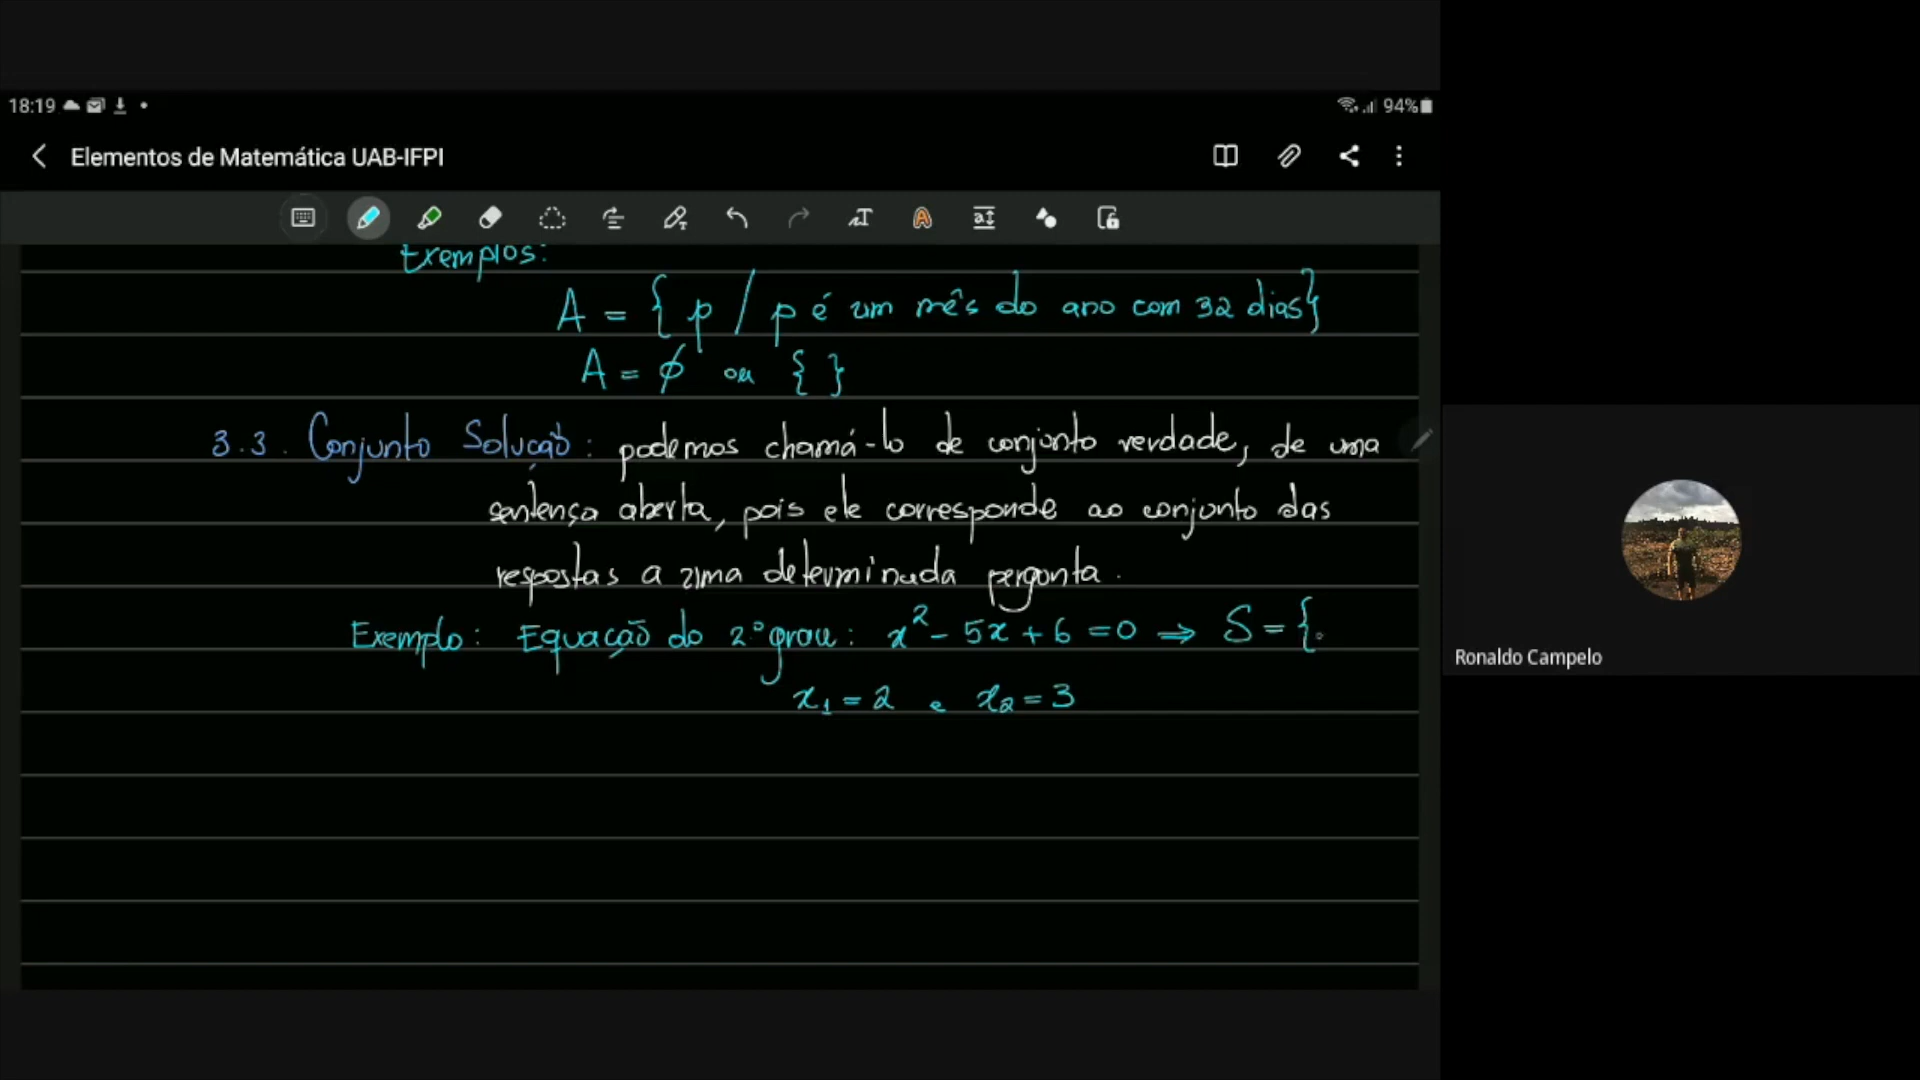 18:19 94%
Elementos de Matemática UAB-IFPI
Exemplos:
A = { p / p é um mês do ano com 32 dias}
A = ∅ ou { }
3.3. Conjunto Solução: podemos chamá-lo de conjunto verdade, de uma
sentença aberta, pois ele corresponde ao conjunto das
respostas a uma determinada pergunta.
Exemplo: Equação do 2º grau: x² - 5x + 6 = 0 ⇒ S = {
x₁ = 2 e x₂ = 3
Ronaldo Campelo